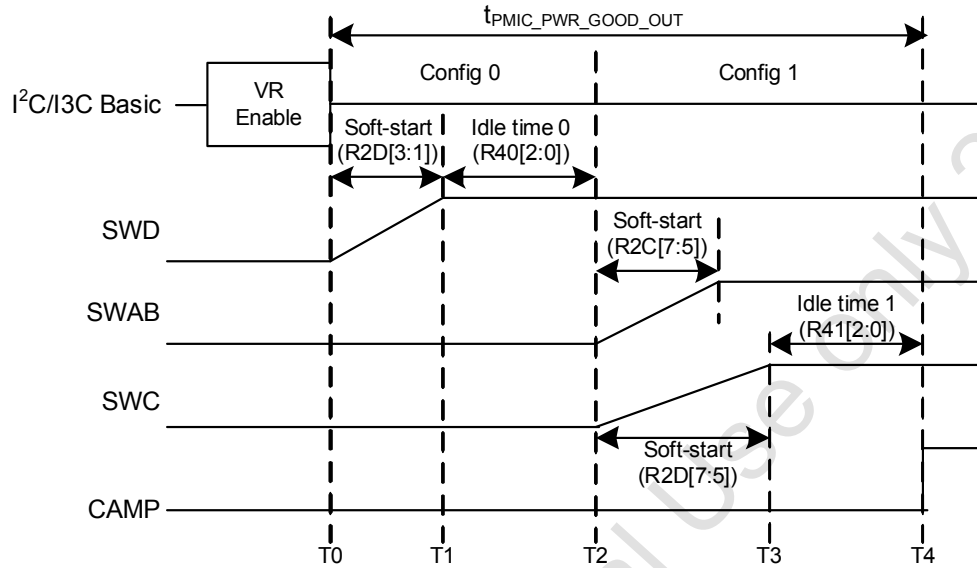 tPMIC_PWR_GOOD_OUT
Config 0
Config 1
I²C/I3C Basic
VR
Enable
Soft-start
(R2D[3:1])
Idle time 0
(R40[2:0])
SWD
Soft-start
(R2C[7:5])
SWAB
Idle time 1
(R41[2:0])
SWC
Soft-start
(R2D[7:5])
CAMP
T0
T1
T2
T3
T4
Use only